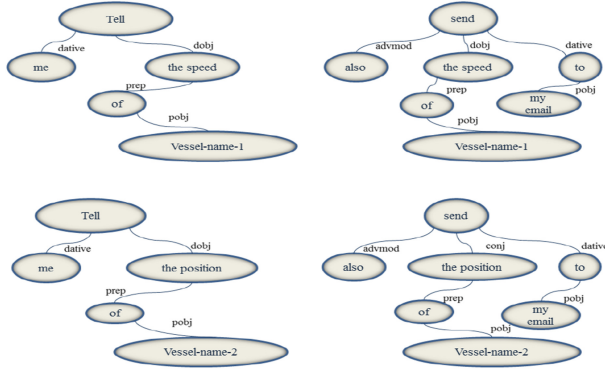 Tell
dative
dobj
me
the speed
prep
of
pobj
Vessel-name-1
send
advmod
dobj
dative
also
the speed
to
prep
pobj
of
my
email
pobj
Vessel-name-1
Tell
dative
dobj
me
the position
prep
of
pobj
Vessel-name-2
send
advmod
conj
dative
also
the position
to
prep
pobj
of
my
email
pobj
Vessel-name-2